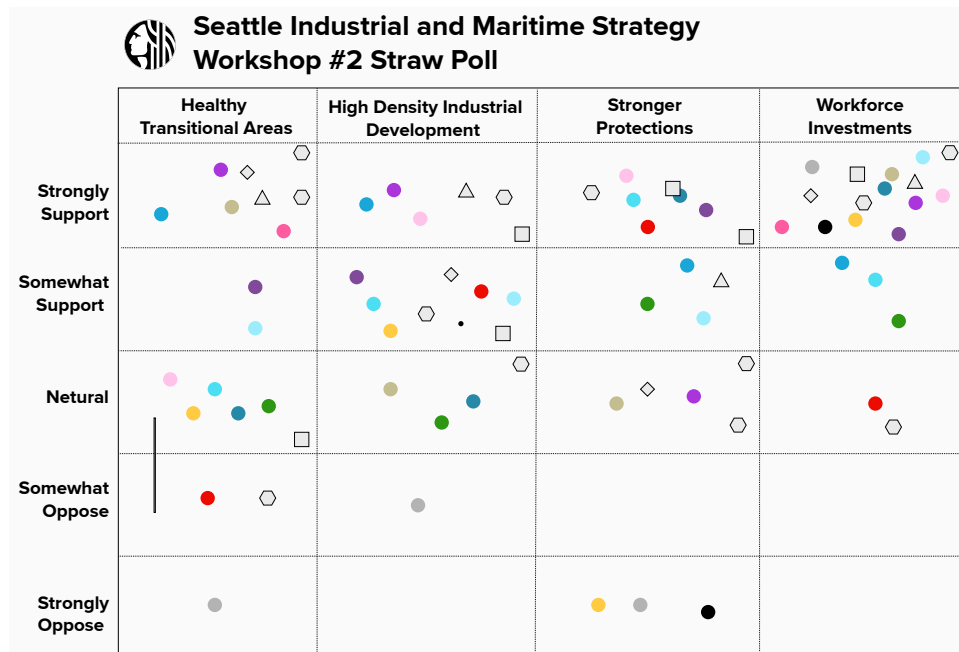 Seattle Industrial and Maritime Strategy
Workshop #2 Straw Poll
Healthy
Transitional Areas
High Density Industrial
Development
Stronger
Protections
Workforce
Investments
Strongly
Support
Somewhat
Support
Netural
Somewhat
Oppose
Strongly
Oppose